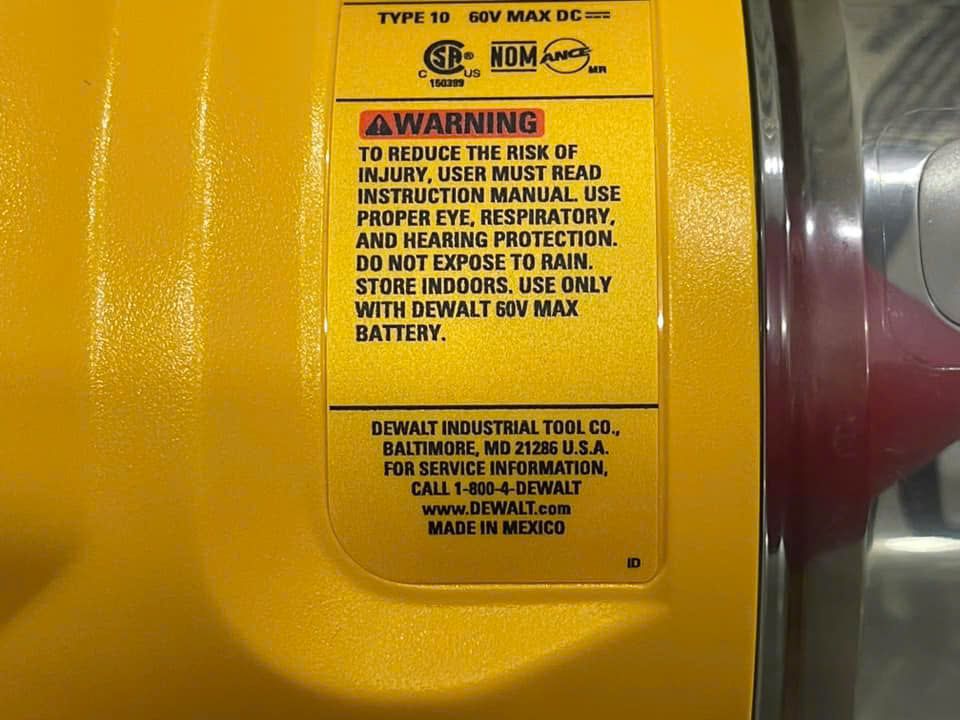 TYPE 10 60V MAX DC
SA®
C US
150399
NOM ANCE MR
WARNING
TO REDUCE THE RISK OF
INJURY, USER MUST READ
INSTRUCTION MANUAL. USE
PROPER EYE, RESPIRATORY,
AND HEARING PROTECTION.
DO NOT EXPOSE TO RAIN.
STORE INDOORS. USE ONLY
WITH DEWALT 60V MAX
BATTERY.
DEWALT INDUSTRIAL TOOL CO.,
BALTIMORE, MD 21286 U.S.A.
FOR SERVICE INFORMATION,
CALL 1-800-4-DEWALT
www.DEWALT.com
MADE IN MEXICO
ID